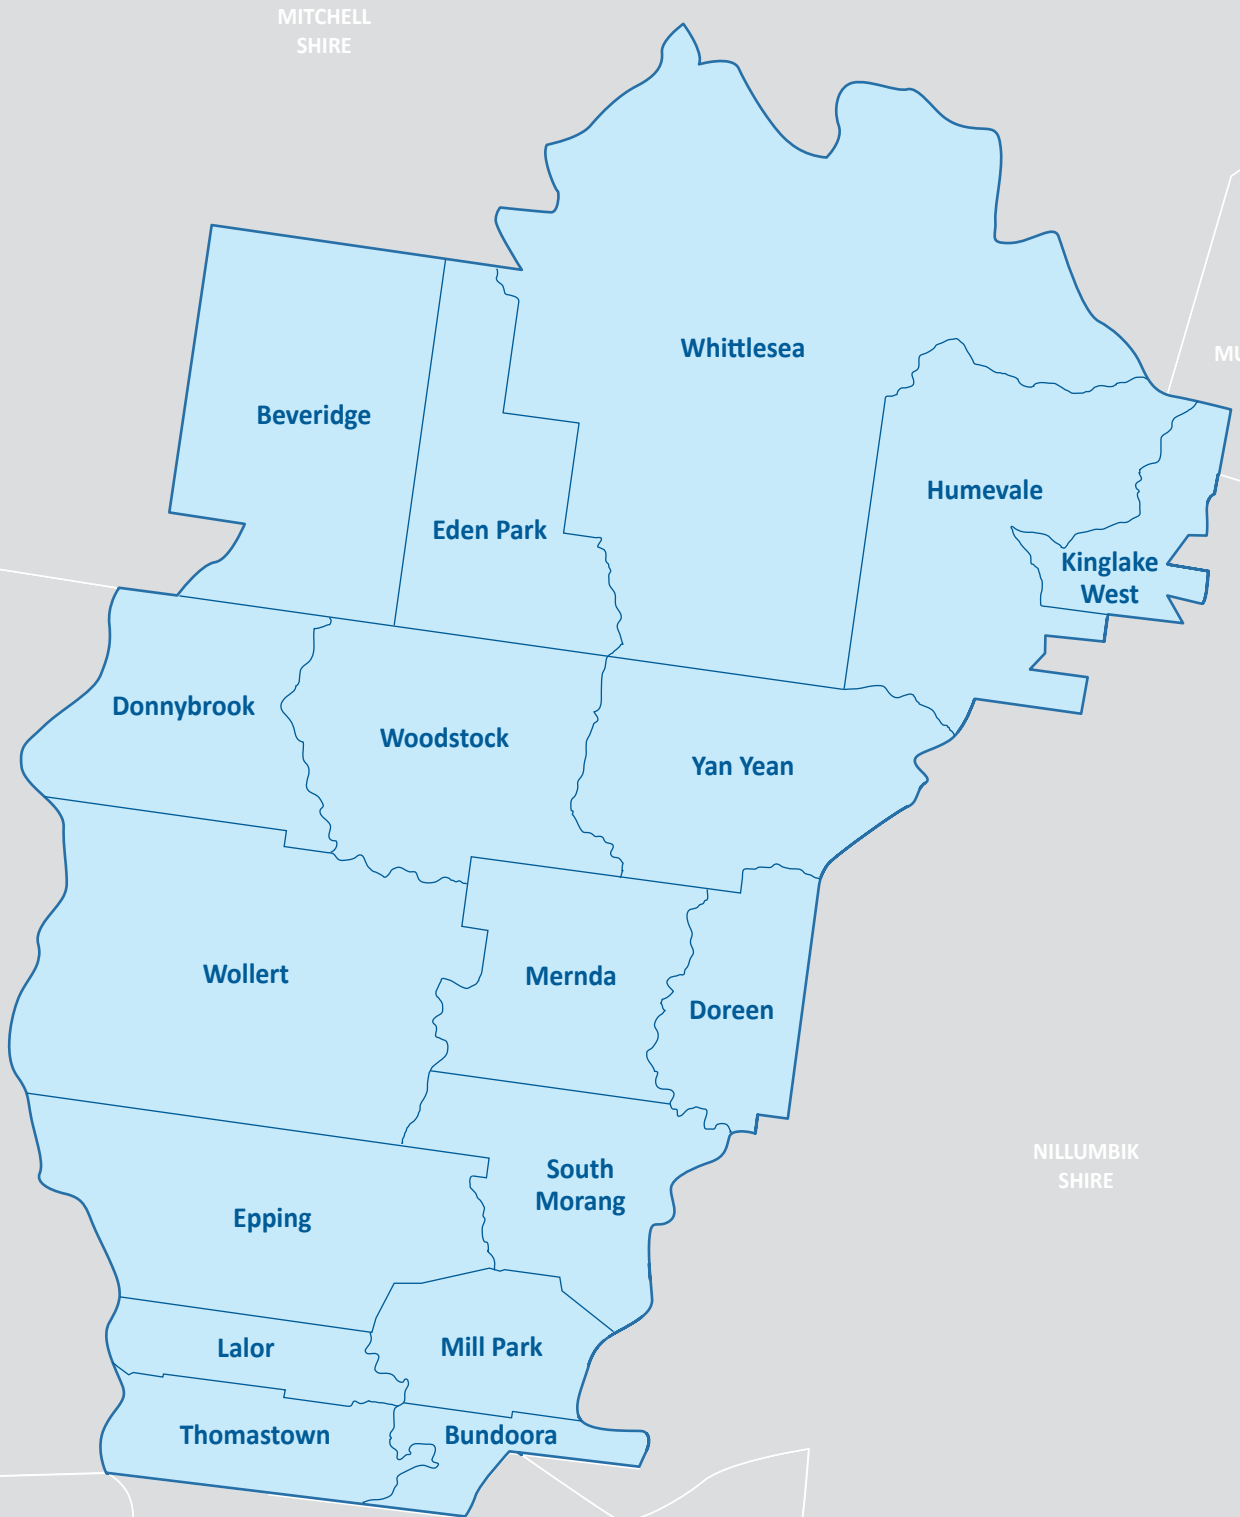 MITCHELL
SHIRE
Whittlesea
MU
Beveridge
Humevale
Eden Park
Kinglake
West
Donnybrook
Woodstock
Yan Yean
Wollert
Mernda
Doreen
NILLUMBIK
SHIRE
South
Morang
Epping
Lalor
Mill Park
Thomastown
Bundoora